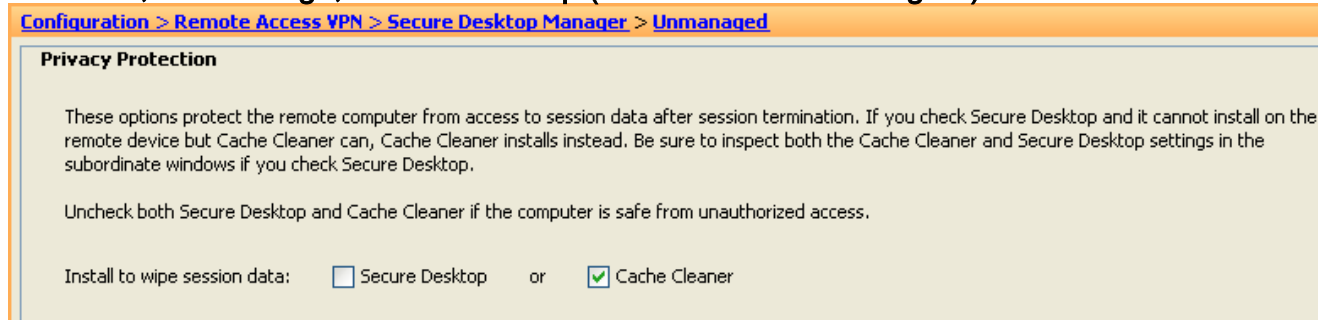 Configuration > Remote Access VPN > Secure Desktop Manager > Unmanaged
Privacy Protection
These options protect the remote computer from access to session data after session termination. If you check Secure Desktop and it cannot install on the
remote device but Cache Cleaner can, Cache Cleaner installs instead. Be sure to inspect both the Cache Cleaner and Secure Desktop settings in the
subordinate windows if you check Secure Desktop.
Uncheck both Secure Desktop and Cache Cleaner if the computer is safe from unauthorized access.
Install to wipe session data: Secure Desktop or Cache Cleaner